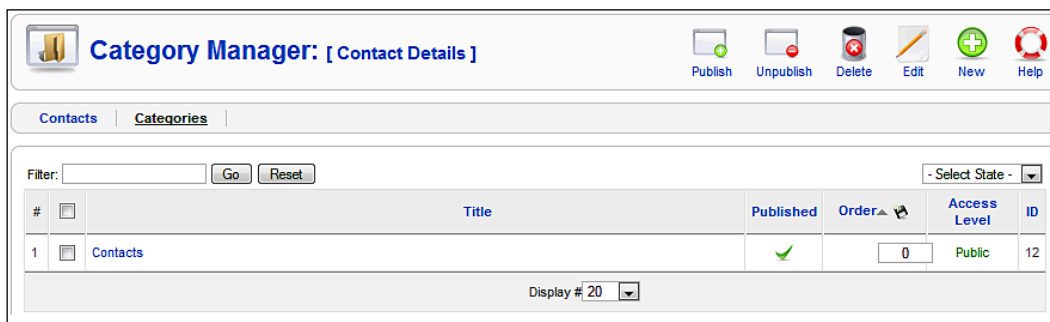 Category Manager: [ Contact Details ]
Publish Unpublish Delete Edit New Help
Contacts Categories
Filter: Go Reset - Select State -
# Title Published Order Access Level ID
1 Contacts 0 Public 12
Display # 20